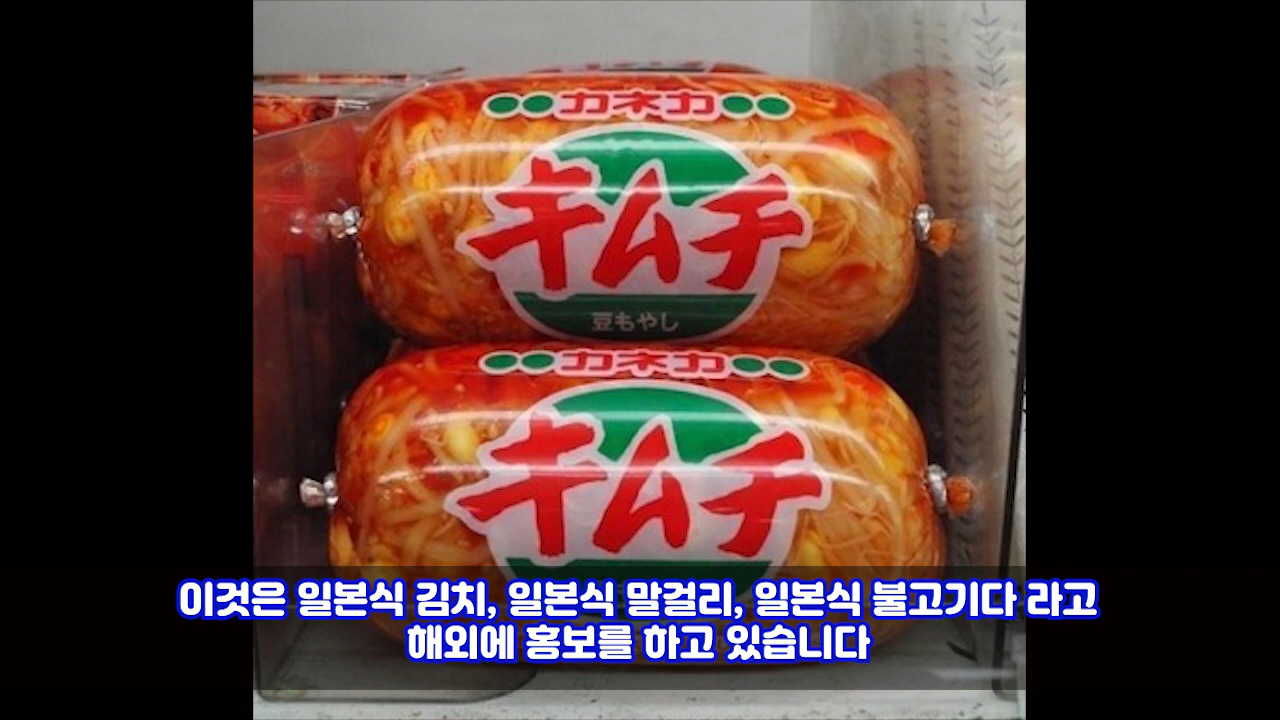 カネカ
キムチ
豆もやし
カネカ
キムチ
이것은 일본식 김치, 일본식 말걸리, 일본식 불고기다 라고
해외에 홍보를 하고 있습니다